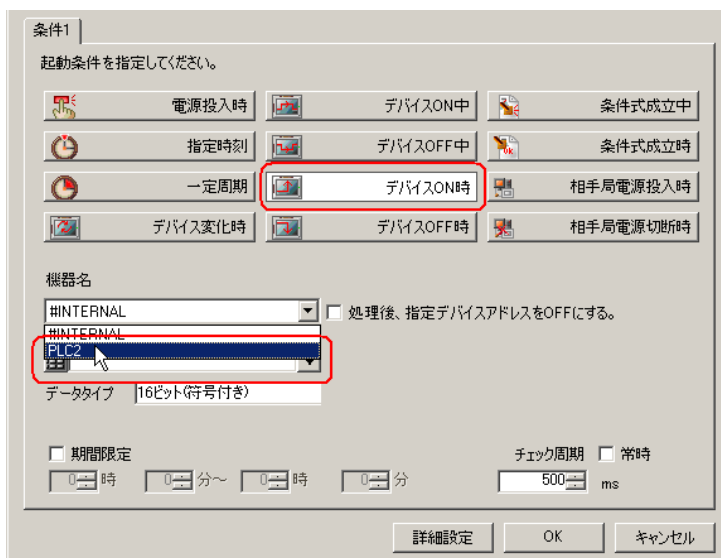 条件1
起動条件を指定してください。
電源投入時 デバイスON中 条件式成立中
指定時刻 デバイスOFF中 条件式成立時
一定周期 デバイスON時 相手局電源投入時
デバイス変化時 デバイスOFF時 相手局電源切断時
機器名
#INTERNAL 処理後、指定デバイスアドレスをOFFにする。
#INTERNAL
PLC2
データタイプ 16ビット(符号付き)
期間限定 チェック周期 常時
0 時 0 分～ 0 時 0 分 500 ms
詳細設定 OK キャンセル